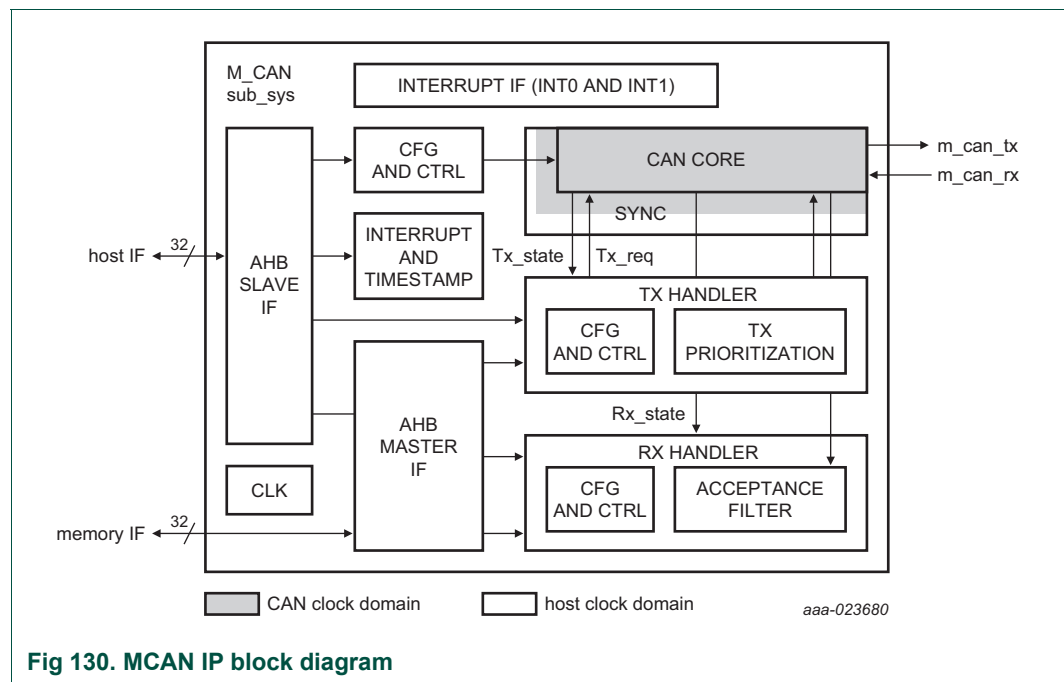 M_CAN
sub_sys
INTERRUPT IF (INT0 AND INT1)
CFG
AND CTRL
CAN CORE
m_can_tx
m_can_rx
SYNC
host IF
32
AHB
SLAVE
IF
INTERRUPT
AND
TIMESTAMP
Tx_state
Tx_req
TX HANDLER
CFG
AND CTRL
TX
PRIORITIZATION
AHB
MASTER
IF
Rx_state
RX HANDLER
CFG
AND CTRL
ACCEPTANCE
FILTER
CLK
memory IF
32
CAN clock domain
host clock domain
aaa-023680
Fig 130. MCAN IP block diagram